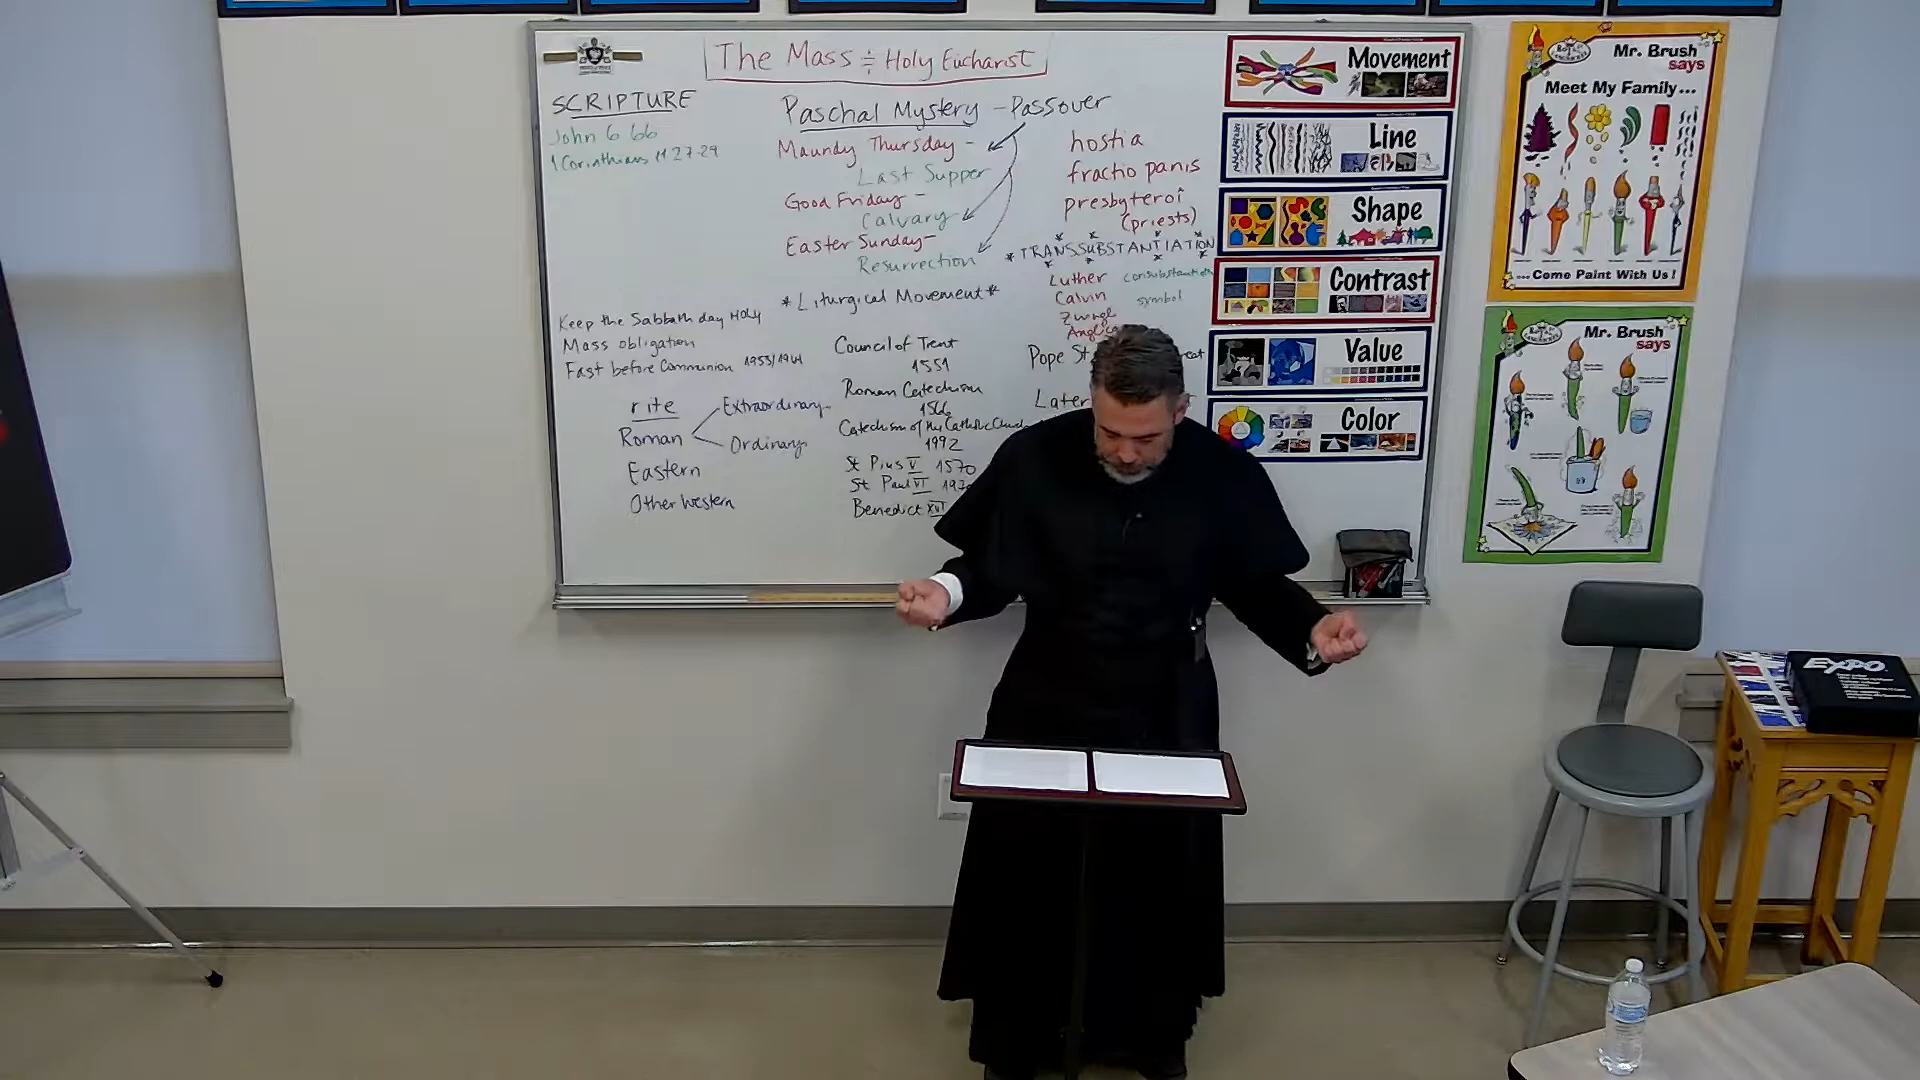 The Mass & Holy Eucharist
SCRIPTURE
John 6 66
1 Corinthians 11 27-29
Paschal Mystery - Passover
Maundy Thursday -
Last Supper
Good Friday -
Calvary
Easter Sunday -
Resurrection
*Liturgical Movement*
hostia
fractio panis
presbyteroi
(priests)
*TRANSSUBSTANTIATION
Luther consubstantiation
Calvin symbol
Pope St
Later
Keep the Sabbath day HOLY
Mass obligation
Fast before Communion 1953/1964
rite
Roman
Extraordinary
Ordinary
Eastern
Other Western
Council of Trent
1551
Roman Catechism
1566
Catechism of the Catholic Church
1992
St Pius V 1570
St Paul VI
Benedict XVI
Movement
Line
Shape
Contrast
Value
Color
Mr. Brush
says
Meet My Family...
...Come Paint With Us!
Mr. Brush
says
EXPO